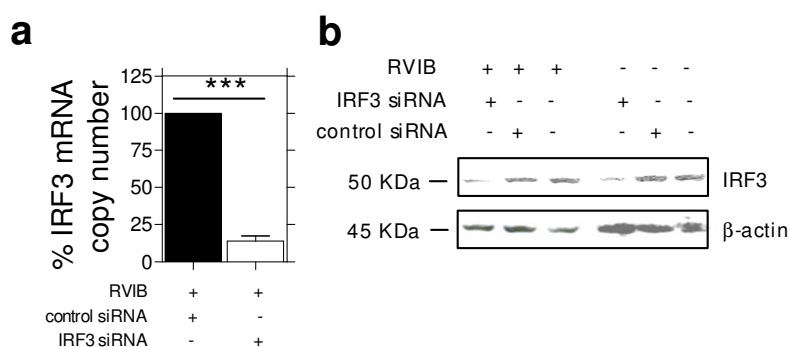 a
% IRF3 mRNA
copy number
125
100
75
50
25
0
***
RVIB + +
control siRNA + -
IRF3 siRNA - +
b
RVIB + + + - - -
IRF3 siRNA + - - + - -
control siRNA - + - - + -
50 KDa IRF3
45 KDa β-actin